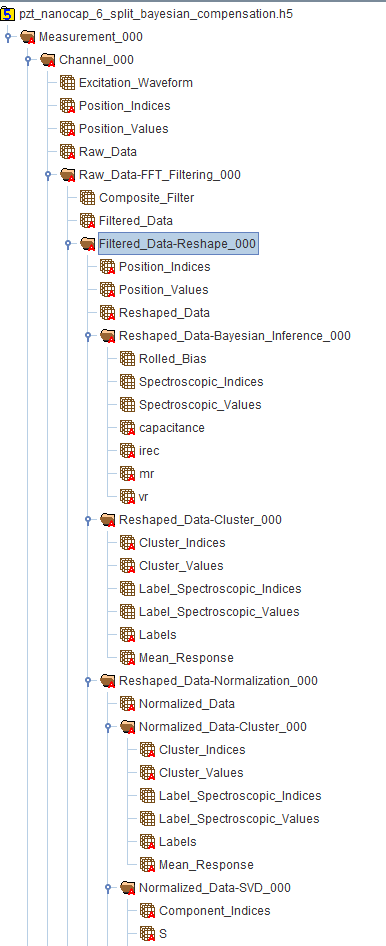 pzt_nanocap_6_split_bayesian_compensation.h5
Measurement_000
Channel_000
Excitation_Waveform
Position_Indices
Position_Values
Raw_Data
Raw_Data-FFT_Filtering_000
Composite_Filter
Filtered_Data
Filtered_Data-Reshape_000
Position_Indices
Position_Values
Reshaped_Data
Reshaped_Data-Bayesian_Inference_000
Rolled_Bias
Spectroscopic_Indices
Spectroscopic_Values
capacitance
irec
mr
vr
Reshaped_Data-Cluster_000
Cluster_Indices
Cluster_Values
Label_Spectroscopic_Indices
Label_Spectroscopic_Values
Labels
Mean_Response
Reshaped_Data-Normalization_000
Normalized_Data
Normalized_Data-Cluster_000
Cluster_Indices
Cluster_Values
Label_Spectroscopic_Indices
Label_Spectroscopic_Values
Labels
Mean_Response
Normalized_Data-SVD_000
Component_Indices
S